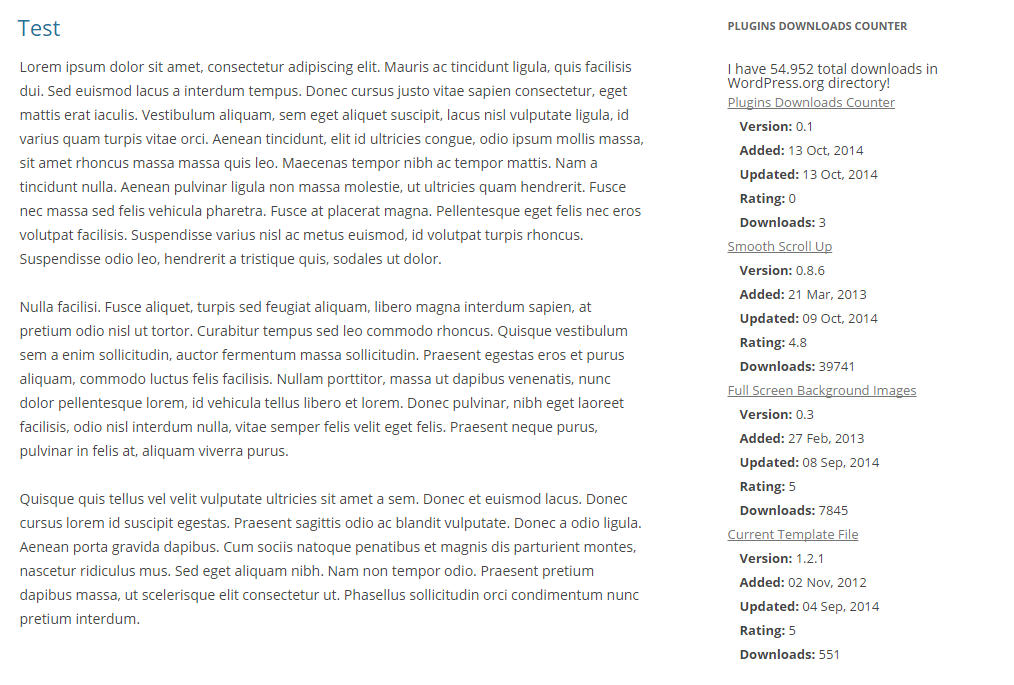 Test
Lorem ipsum dolor sit amet, consectetur adipiscing elit. Mauris ac tincidunt ligula, quis facilisis
dui. Sed euismod lacus a interdum tempus. Donec cursus justo vitae sapien consectetur, eget
mattis erat iaculis. Vestibulum aliquam, sem eget aliquet suscipit, lacus nisl vulputate ligula, id
varius quam turpis vitae orci. Aenean tincidunt, elit id ultricies congue, odio ipsum mollis massa,
sit amet rhoncus massa massa quis leo. Maecenas tempor nibh ac tempor mattis. Nam a
tincidunt nulla. Aenean pulvinar ligula non massa molestie, ut ultricies quam hendrerit. Fusce
nec massa sed felis vehicula pharetra. Fusce at placerat magna. Pellentesque eget felis nec eros
volutpat facilisis. Suspendisse varius nisl ac metus euismod, id volutpat turpis rhoncus.
Suspendisse odio leo, hendrerit a tristique quis, sodales ut dolor.
Nulla facilisi. Fusce aliquet, turpis sed feugiat aliquam, libero magna interdum sapien, at
pretium odio nisl ut tortor. Curabitur tempus sed leo commodo rhoncus. Quisque vestibulum
sem a enim sollicitudin, auctor fermentum massa sollicitudin. Praesent egestas eros et purus
aliquam, commodo luctus felis facilisis. Nullam porttitor, massa ut dapibus venenatis, nunc
dolor pellentesque lorem, id vehicula tellus libero et lorem. Donec pulvinar, nibh eget laoreet
facilisis, odio nisl interdum nulla, vitae semper felis velit eget felis. Praesent neque purus,
pulvinar in felis at, aliquam viverra purus.
Quisque quis tellus vel velit vulputate ultricies sit amet a sem. Donec et euismod lacus. Donec
cursus lorem id suscipit egestas. Praesent sagittis odio ac blandit vulputate. Donec a odio ligula.
Aenean porta gravida dapibus. Cum sociis natoque penatibus et magnis dis parturient montes,
nascetur ridiculus mus. Sed eget aliquam nibh. Nam non tempor odio. Praesent pretium
dapibus massa, ut scelerisque elit consectetur ut. Phasellus sollicitudin orci condimentum nunc
pretium interdum.
PLUGINS DOWNLOADS COUNTER
I have 54.952 total downloads in
WordPress.org directory!
Plugins Downloads Counter
Version: 0.1
Added: 13 Oct, 2014
Updated: 13 Oct, 2014
Rating: 0
Downloads: 3
Smooth Scroll Up
Version: 0.8.6
Added: 21 Mar, 2013
Updated: 09 Oct, 2014
Rating: 4.8
Downloads: 39741
Full Screen Background Images
Version: 0.3
Added: 27 Feb, 2013
Updated: 08 Sep, 2014
Rating: 5
Downloads: 7845
Current Template File
Version: 1.2.1
Added: 02 Nov, 2012
Updated: 04 Sep, 2014
Rating: 5
Downloads: 551